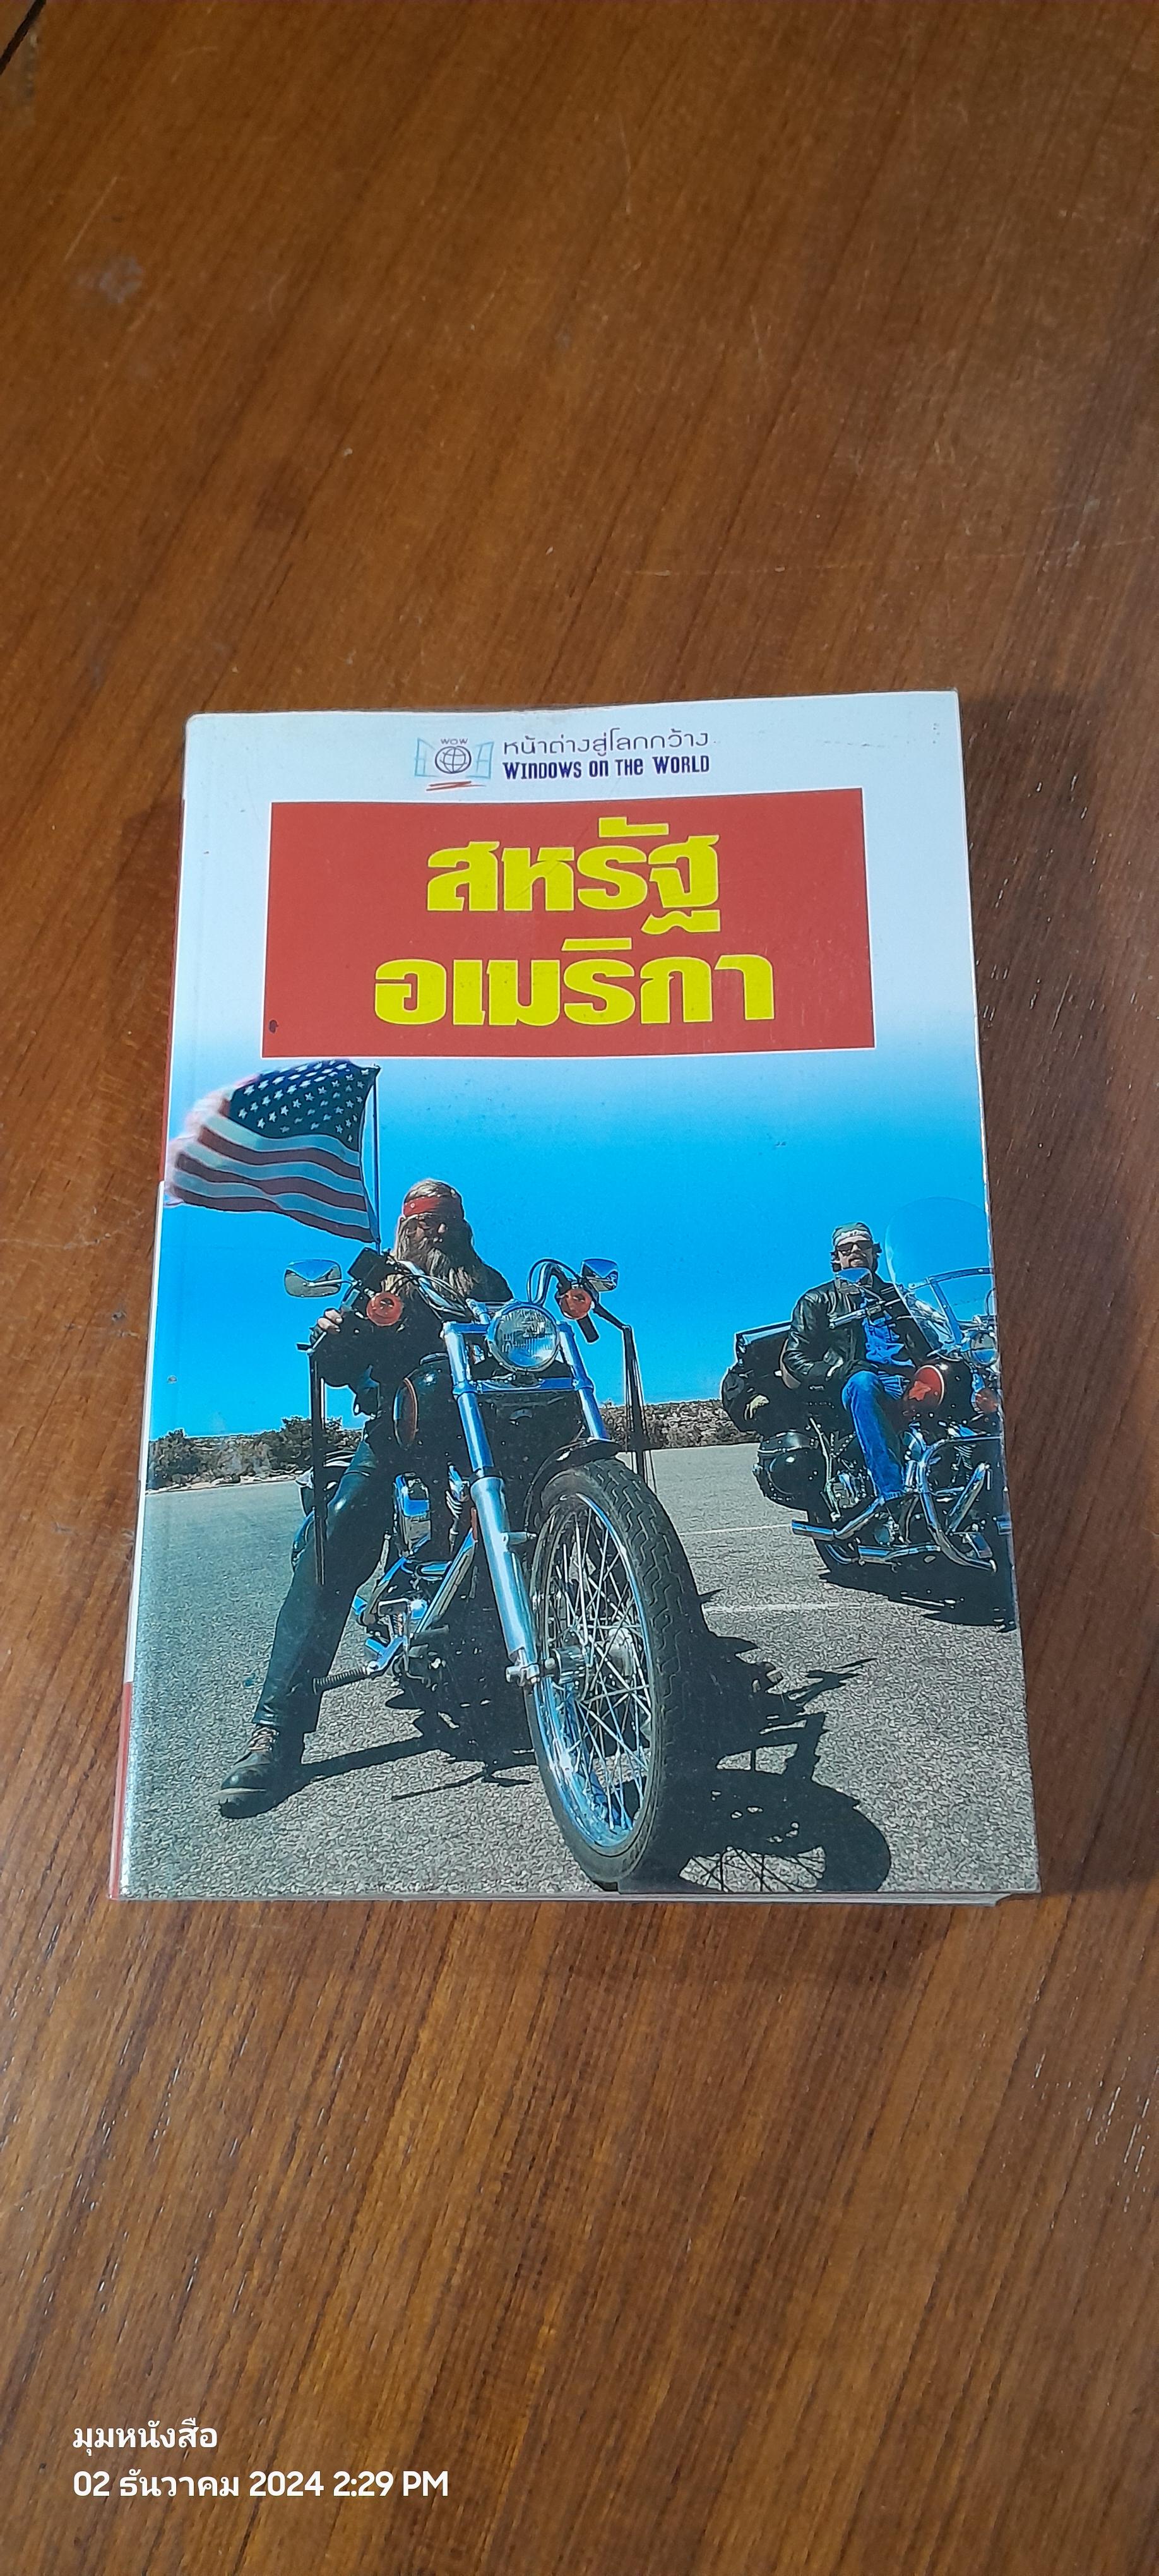 WOW
หน้าต่างสู่โลกกว้าง
WINDOWS ON THE WORLD
สหรัฐ
อเมริกา
มุมหนังสือ
02 ธันวาคม 2024 2:29 PM